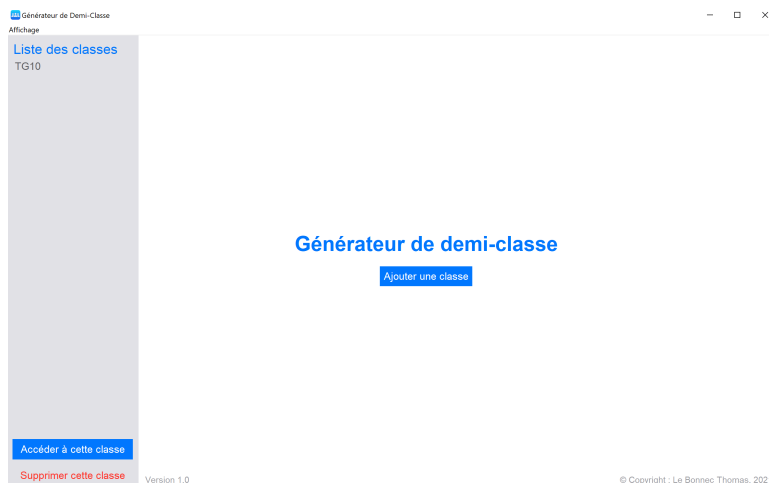 Générateur de Demi-Classe
Affichage
Liste des classes
TG10
Générateur de demi-classe
Ajouter une classe
Accéder à cette classe
Supprimer cette classe
Version 1.0
© Copyright : Le Bonnec Thomas, 202